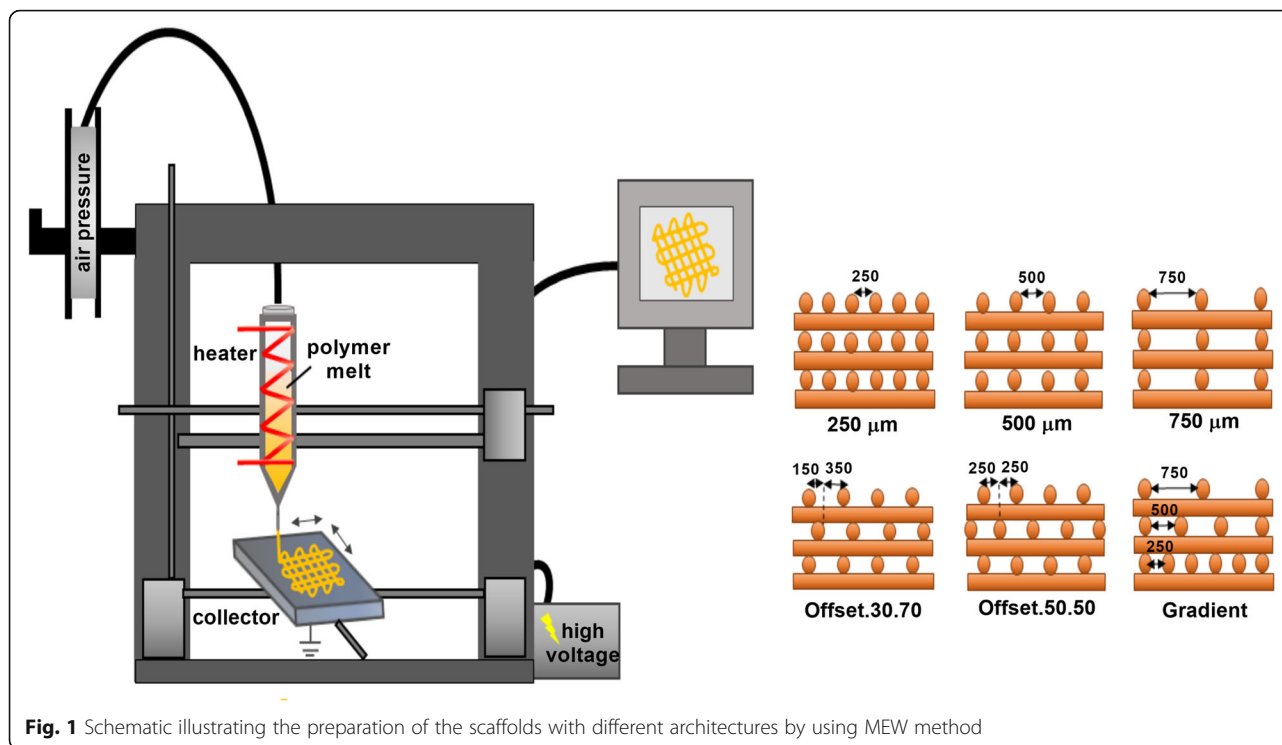 air pressure
heater
polymer
melt
collector
high
voltage
250
500
750
250 μm
500 μm
750 μm
150
350
250
250
750
500
250
Offset.30.70
Offset.50.50
Gradient
Fig. 1 Schematic illustrating the preparation of the scaffolds with different architectures by using MEW method